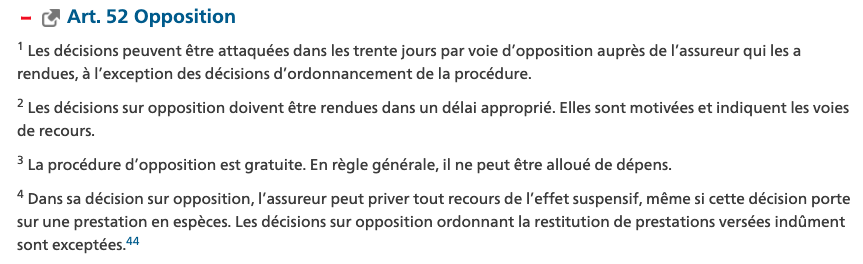 – Art. 52 Opposition
1 Les décisions peuvent être attaquées dans les trente jours par voie d’opposition auprès de l’assureur qui les a
rendues, à l’exception des décisions d’ordonnancement de la procédure.
2 Les décisions sur opposition doivent être rendues dans un délai approprié. Elles sont motivées et indiquent les voies
de recours.
3 La procédure d’opposition est gratuite. En règle générale, il ne peut être alloué de dépens.
4 Dans sa décision sur opposition, l’assureur peut priver tout recours de l’effet suspensif, même si cette décision porte
sur une prestation en espèces. Les décisions sur opposition ordonnant la restitution de prestations versées indûment
sont exceptées.44